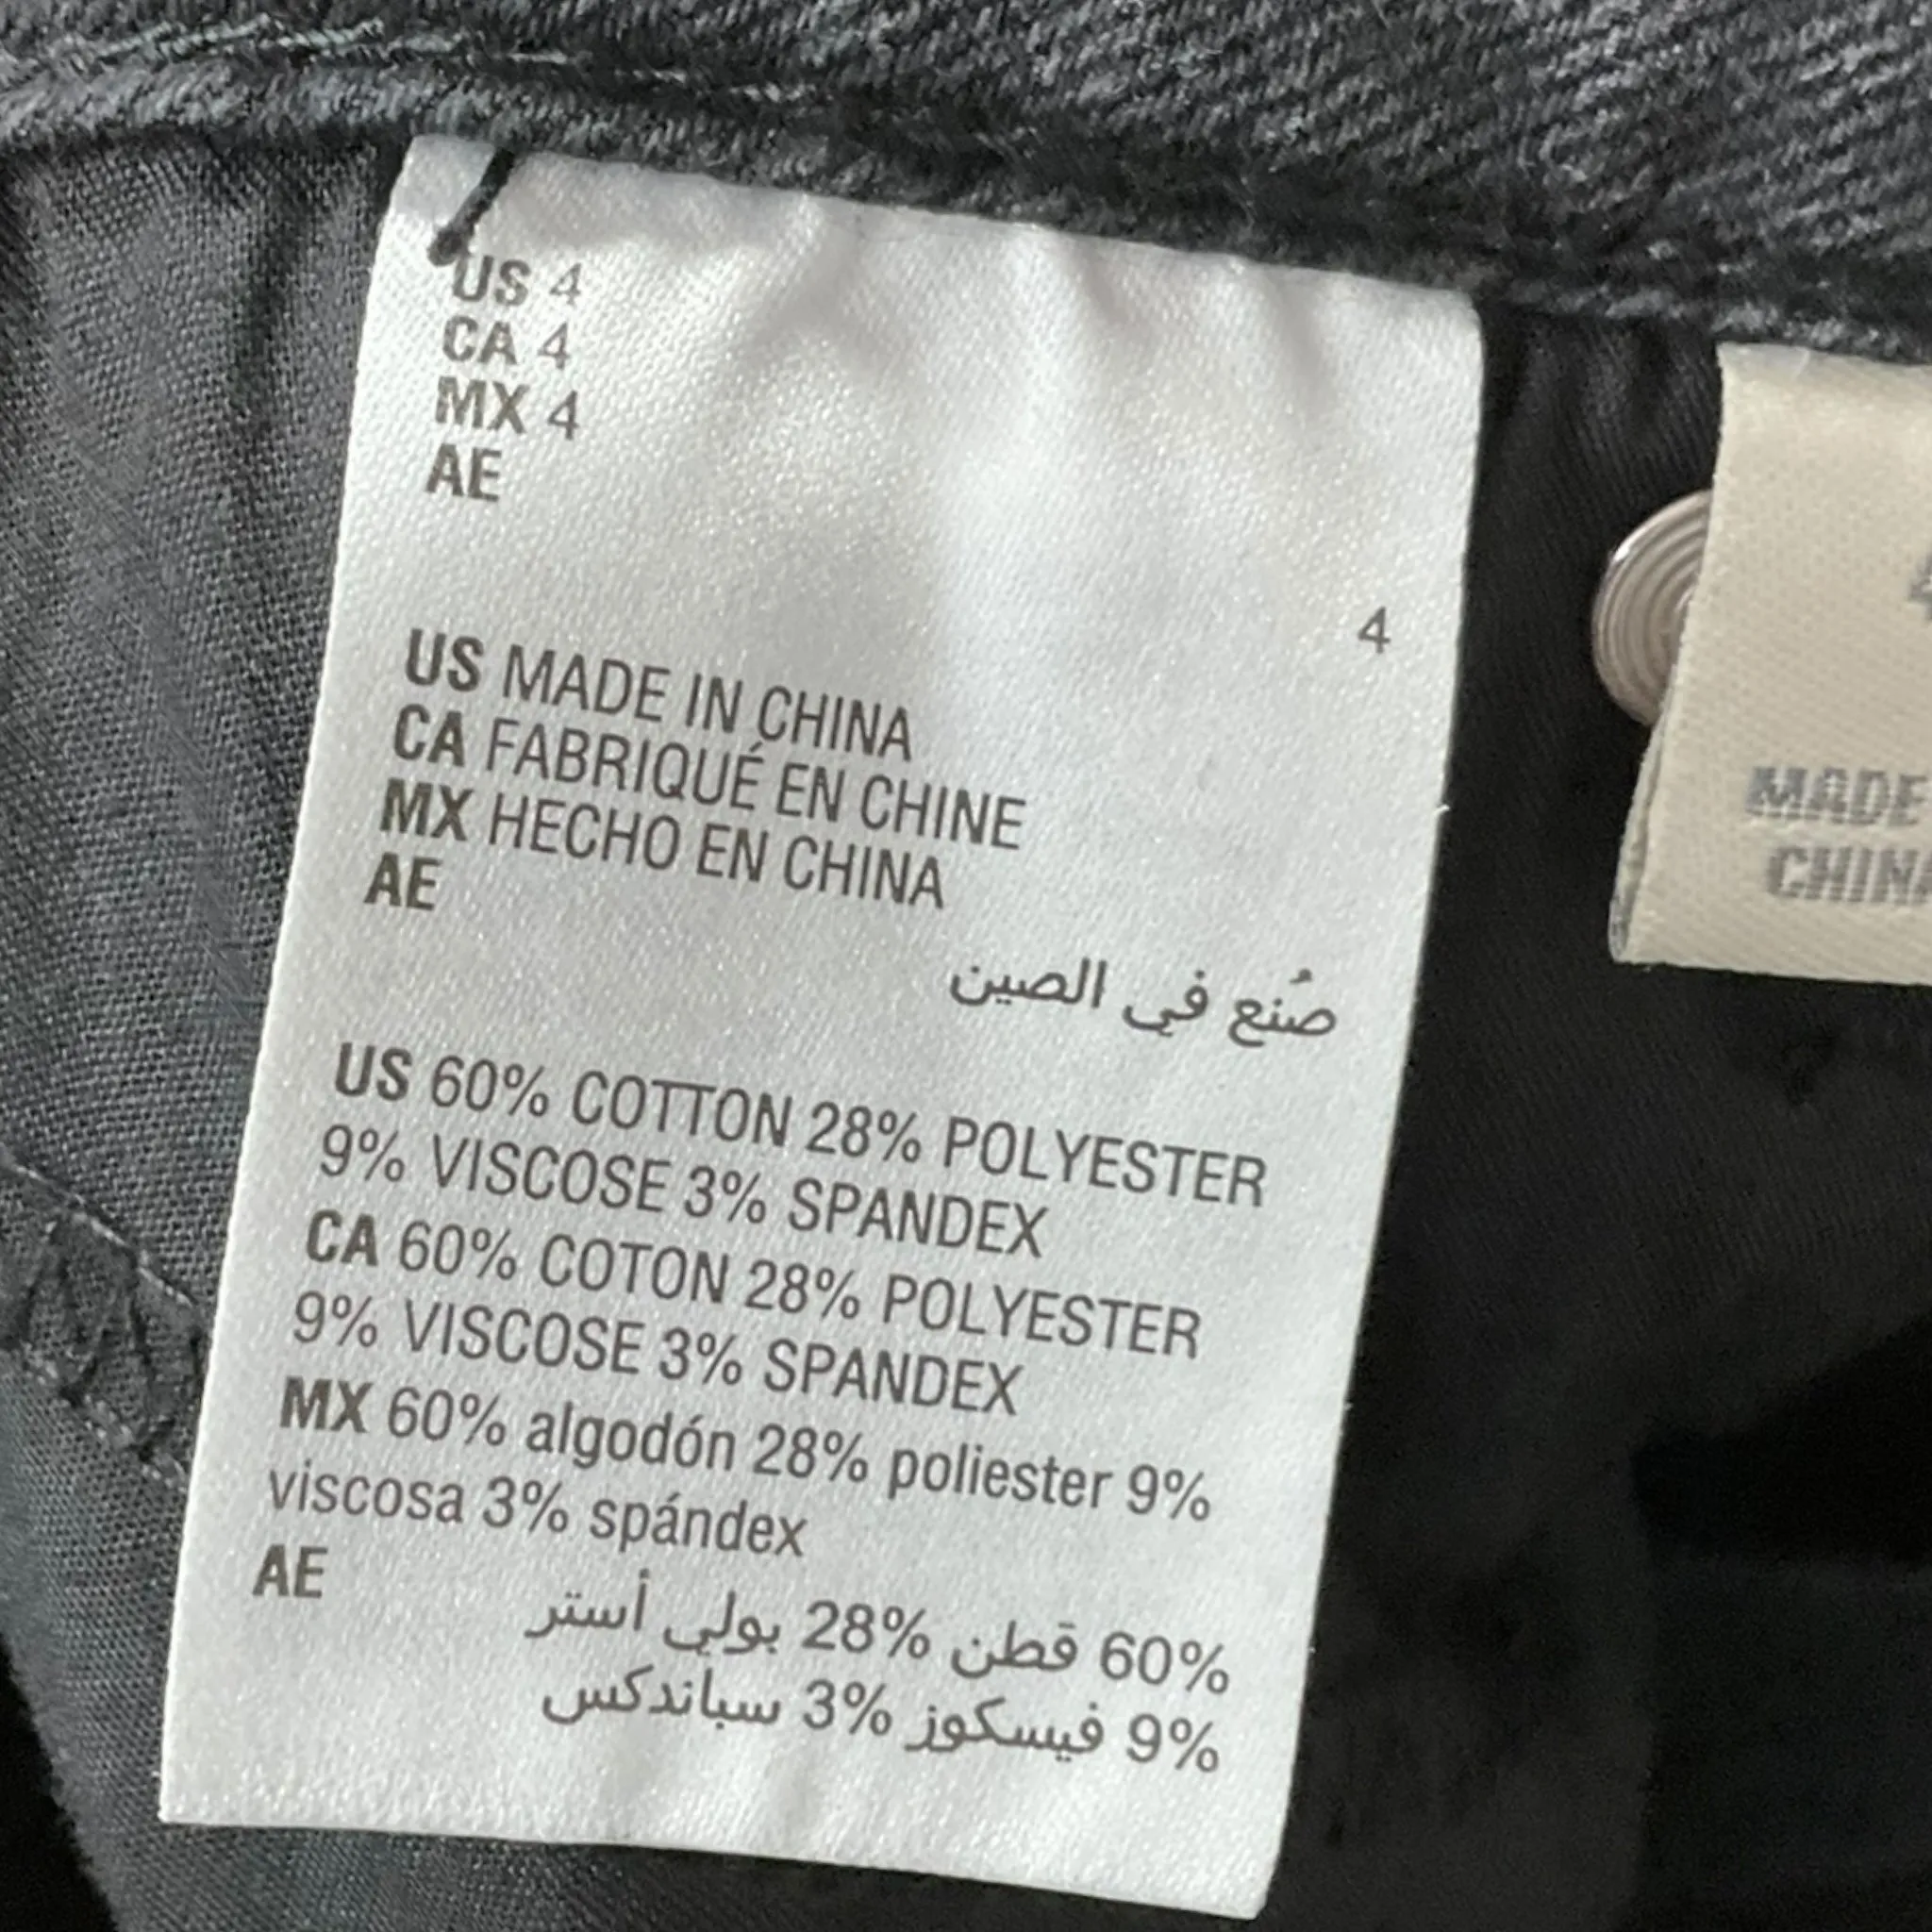 US 4
CA 4
MX 4
AE
4
US MADE IN CHINA
CA FABRIQUÉ EN CHINE
MX HECHO EN CHINA
AE
صُنع في الصين
US 60% COTTON 28% POLYESTER
9% VISCOSE 3% SPANDEX
CA 60% COTON 28% POLYESTER
9% VISCOSE 3% SPANDEX
MX 60% algodón 28% poliester 9%
viscosa 3% spándex
AE
60% قطن 28% بولي أستر
9% فيسكوز 3% سباندكس
MADE